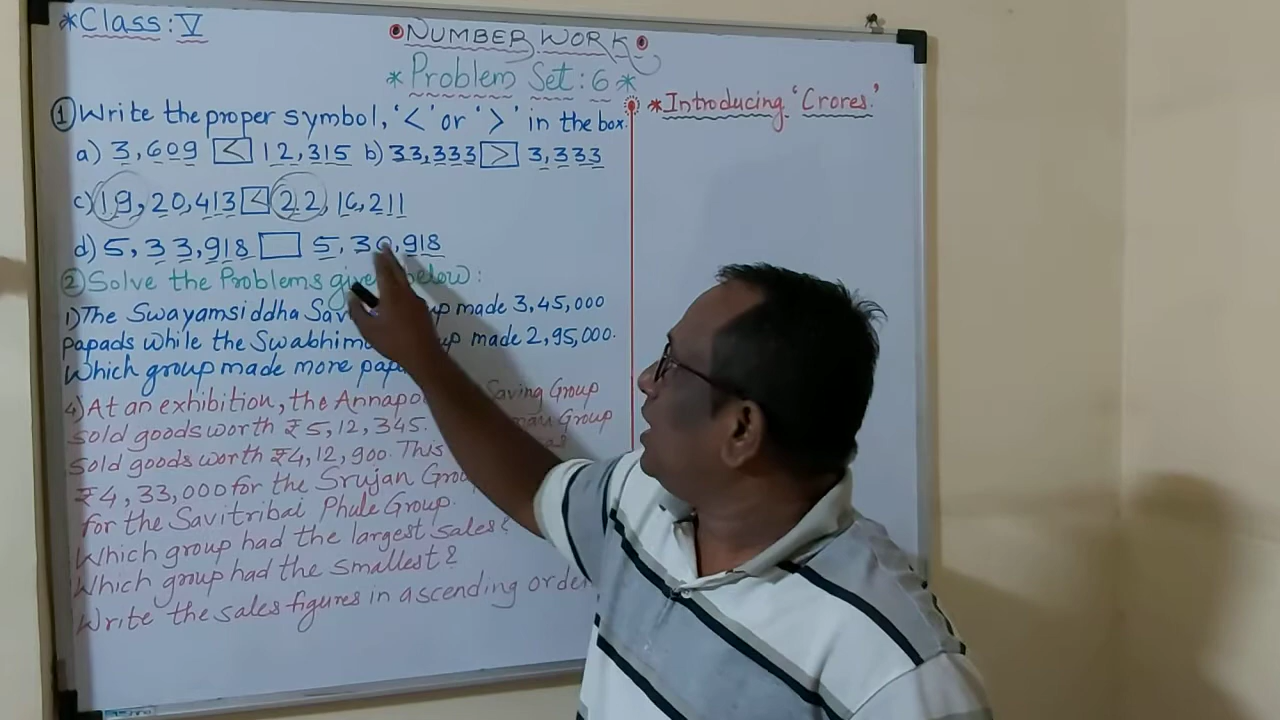 *Class: V
NUMBER WORK
* Problem Set: 6 *
① Write the proper symbol, '<' or '>' in the box.
a) 3,609 < 12,315 b) 33,333 > 3,333
c) 19,20,413 < 22,16,211
d) 5,33,918 5,30,918
② Solve the Problems given below:
1) The Swayamsiddha made 3,45,000
papads while the made 2,95,000.
Which group made more
4) At an exhibition, the Saving Group
sold goods worth ₹5,12,345. Group
sold goods worth ₹4,12,900. This
₹4,33,000 for the Srujan
for the Savitribai Phule Group.
Which group had the largest sales?
Which group had the smallest?
Write the sales figures in ascending order
*Introducing 'Crores.'